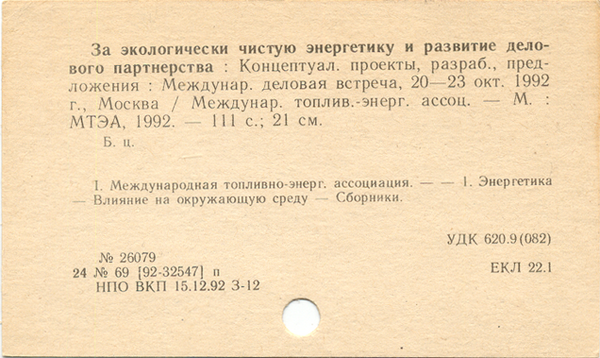 За экологически чистую энергетику и развитие дело-
вого партнерства : Концептуал. проекты, разраб., пред-
ложения : Междунар. деловая встреча, 20—23 окт. 1992
г., Москва / Междунар. топлив.-энерг. ассоц. — М. :
МТЭА, 1992. — 111 с.; 21 см.
Б. ц.
I. Международная топливно-энерг. ассоциация. — — 1. Энергетика
— Влияние на окружающую среду — Сборники.
УДК 620.9(082)
№ 26079
24 № 69 [92-32547] п
ЕКЛ 22.1
НПО ВКП 15.12.92 З-12